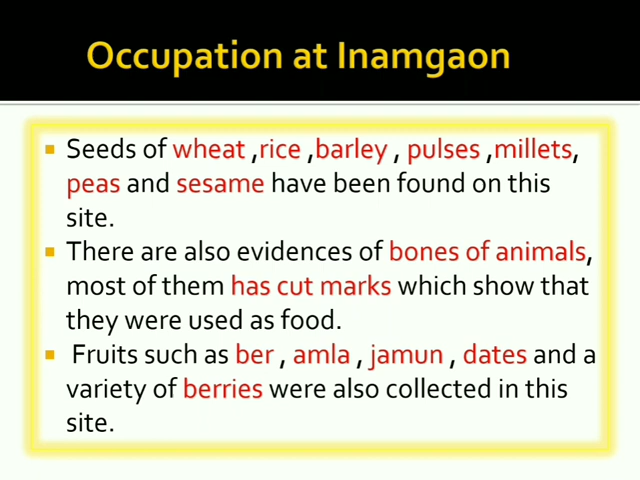 Occupation at Inamgaon
Seeds of wheat ,rice ,barley , pulses ,millets,
peas and sesame have been found on this
site.
There are also evidences of bones of animals,
most of them has cut marks which show that
they were used as food.
Fruits such as ber , amla , jamun , dates and a
variety of berries were also collected in this
site.